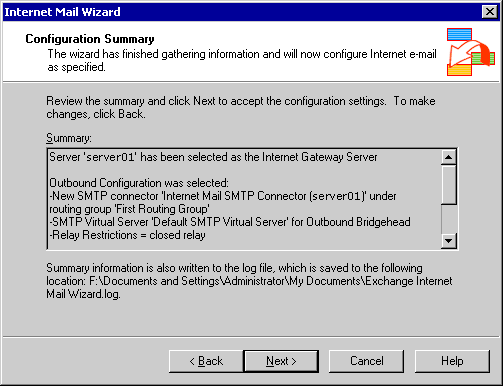 Internet Mail Wizard
Configuration Summary
The wizard has finished gathering information and will now configure Internet e-mail
as specified.
Review the summary and click Next to accept the configuration settings. To make
changes, click Back.
Summary:
Server 'server01' has been selected as the Internet Gateway Server
Outbound Configuration was selected:
-New SMTP connector 'Internet Mail SMTP Connector (server01)' under
routing group 'First Routing Group'
-SMTP Virtual Server 'Default SMTP Virtual Server' for Outbound Bridgehead
-Relay Restrictions = closed relay
Summary information is also written to the log file, which is saved to the following
location: F:\Documents and Settings\Administrator\My Documents\Exchange Internet
Mail Wizard.log.
< Back Next > Cancel Help